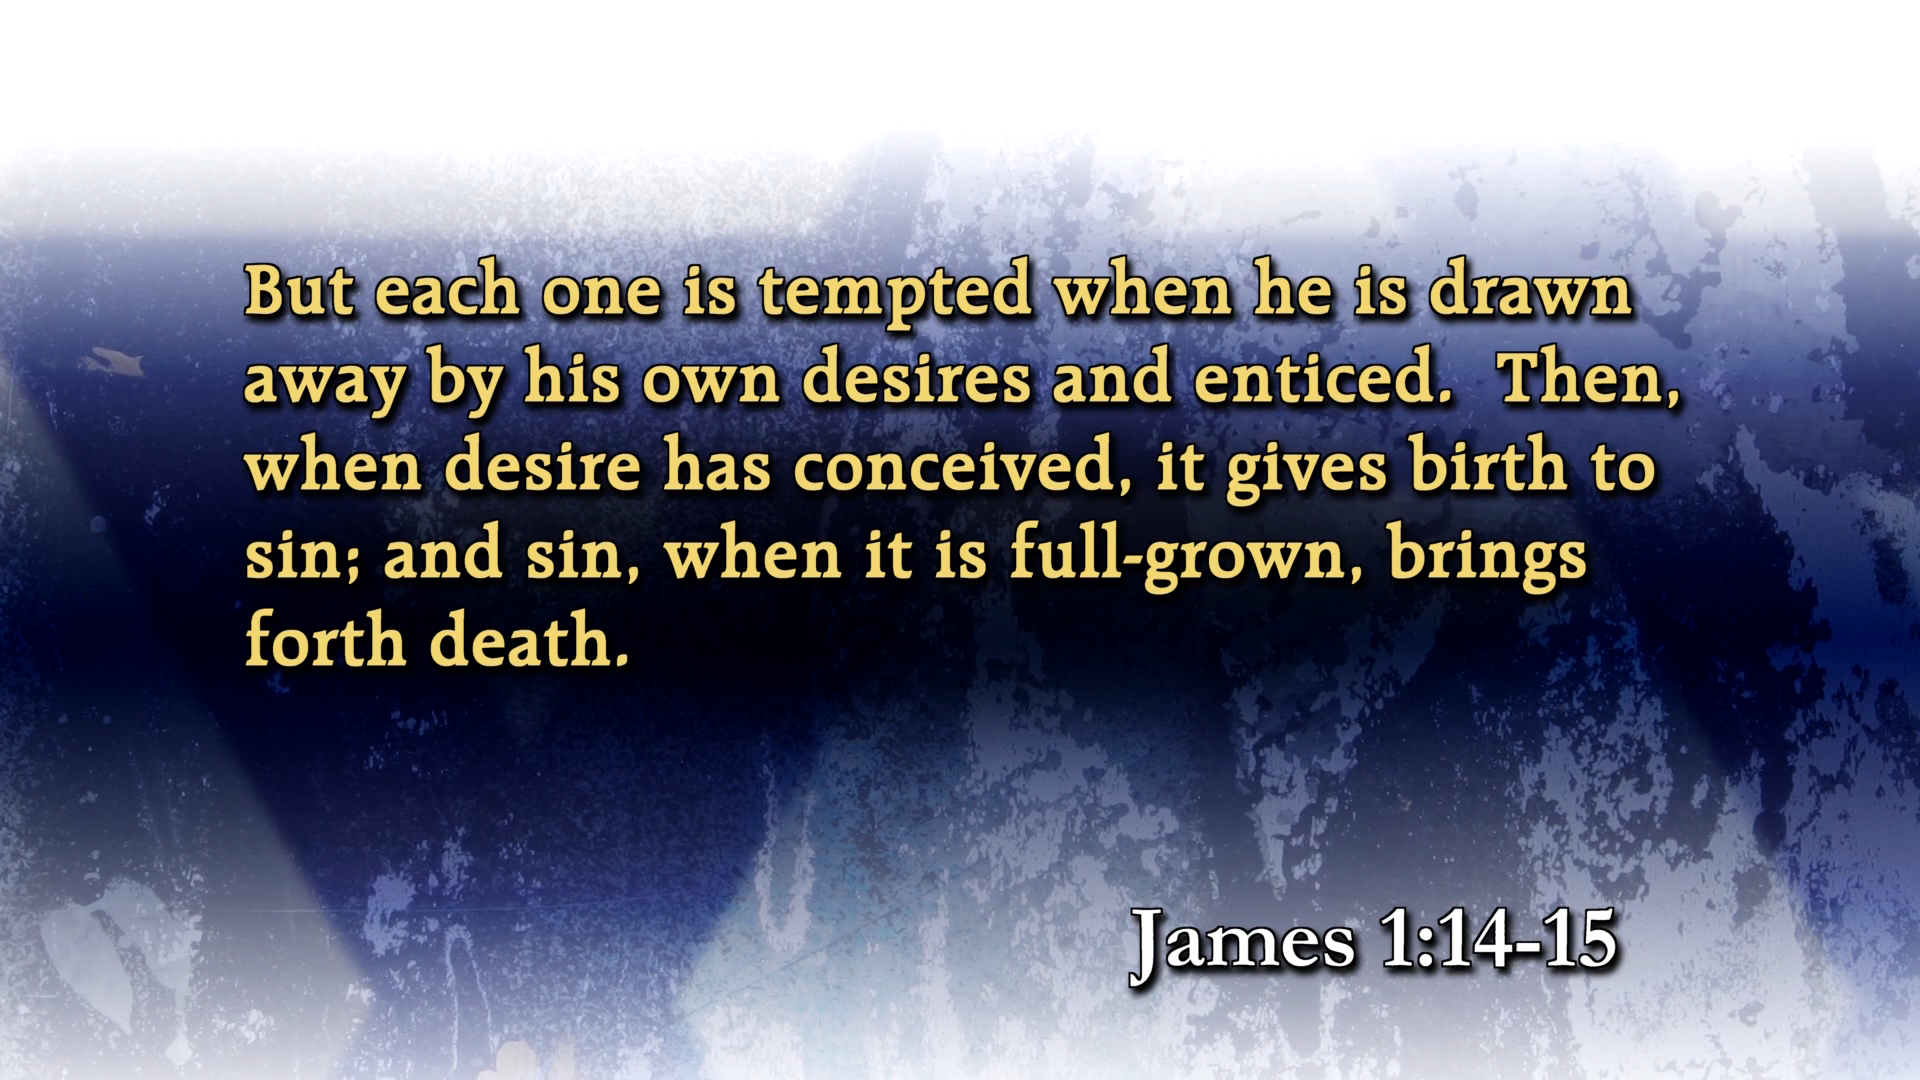 But each one is tempted when he is drawn
away by his own desires and enticed.  Then,
when desire has conceived, it gives birth to
sin; and sin, when it is full-grown, brings
forth death.
James 1:14-15